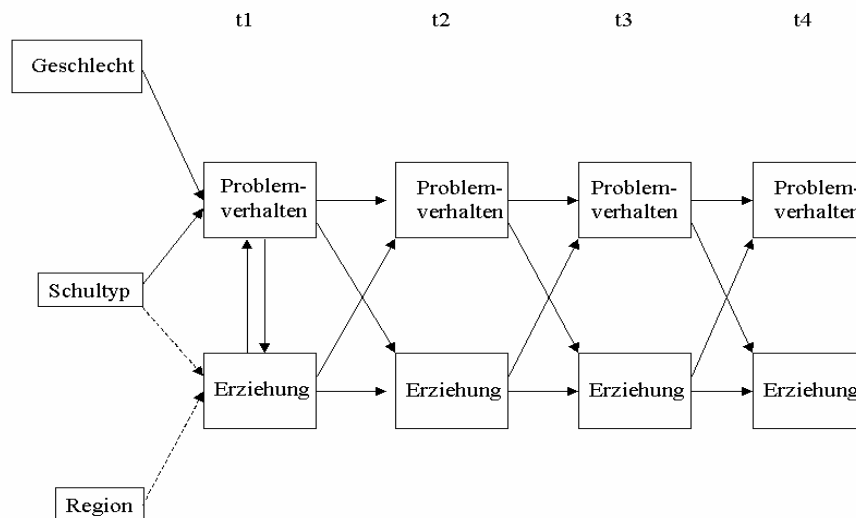 t1 t2 t3 t4
Geschlecht
Problem-
verhalten
Problem-
verhalten
Problem-
verhalten
Problem-
verhalten
Schultyp
Erziehung
Erziehung
Erziehung
Erziehung
Region